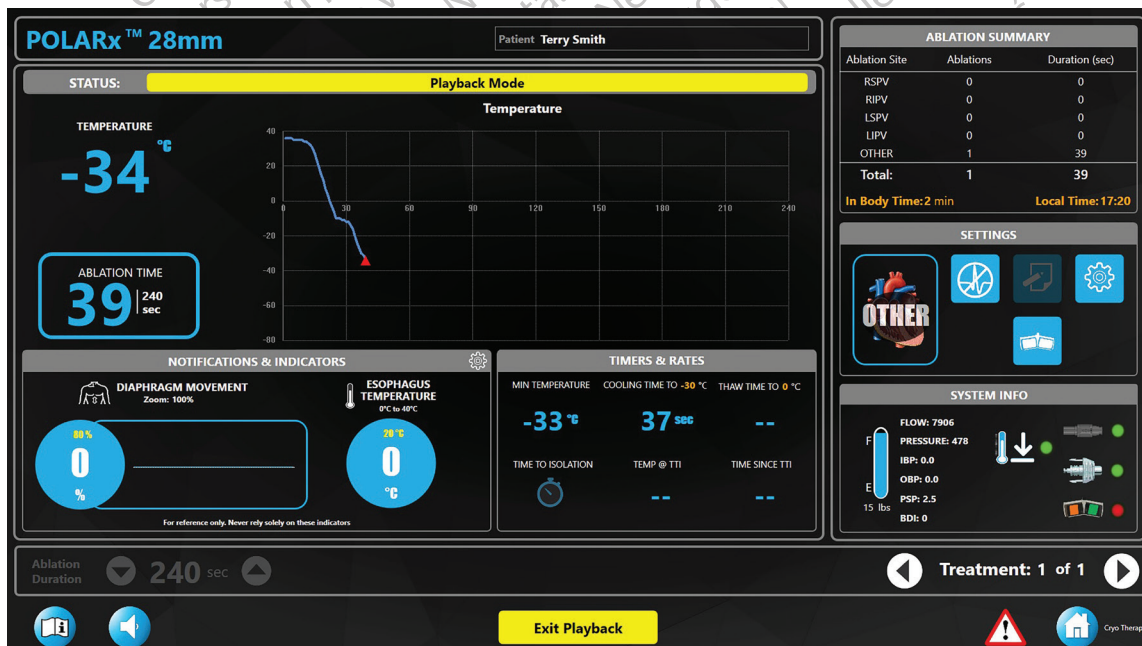 POLARx™ 28mm
Patient Terry Smith
STATUS:
Playback Mode
TEMPERATURE
-34 °C
ABLATION TIME
39 240 sec
Temperature
40
20
0
-20
-40
-60
-80
0 30 60 90 120 150 180 210 240
NOTIFICATIONS & INDICATORS
DIAPHRAGM MOVEMENT
Zoom: 100%
80 %
0
%
ESOPHAGUS
TEMPERATURE
0°C to 40°C
20 °C
0
°C
For reference only. Never rely solely on these indicators
TIMERS & RATES
MIN TEMPERATURE COOLING TIME TO -30 °C THAW TIME TO 0 °C
-33 °C 37 sec --
TIME TO ISOLATION TEMP @ TTI TIME SINCE TTI
-- --
ABLATION SUMMARY
Ablation Site Ablations Duration (sec)
RSPV 0 0
RIPV 0 0
LSPV 0 0
LIPV 0 0
OTHER 1 39
Total: 1 39
In Body Time: 2 min Local Time: 17:20
SETTINGS
OTHER
SYSTEM INFO
F
E
15 lbs
FLOW: 7906
PRESSURE: 478
IBP: 0.0
OBP: 0.0
PSP: 2.5
BDI: 0
Ablation
Duration
240 sec
Treatment: 1 of 1
Exit Playback